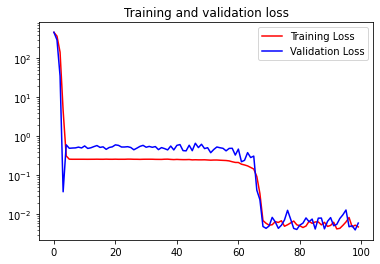 Training and validation loss
Training Loss
Validation Loss
10²
10¹
10⁰
10⁻¹
10⁻²
0 20 40 60 80 100